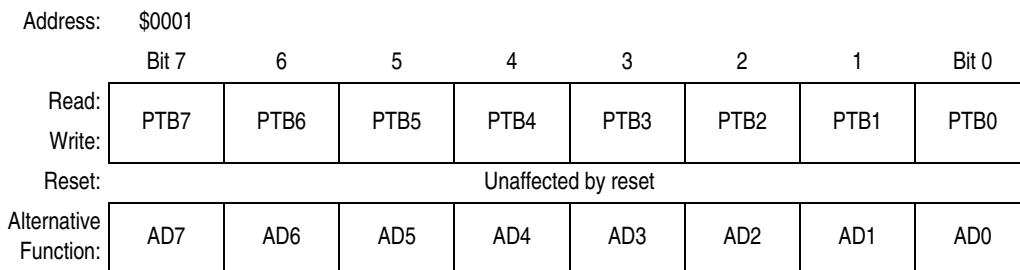 Address: $0001
Bit 7 6 5 4 3 2 1 Bit 0
Read:
PTB7 PTB6 PTB5 PTB4 PTB3 PTB2 PTB1 PTB0
Write:
Reset: Unaffected by reset
Alternative
Function: AD7 AD6 AD5 AD4 AD3 AD2 AD1 AD0